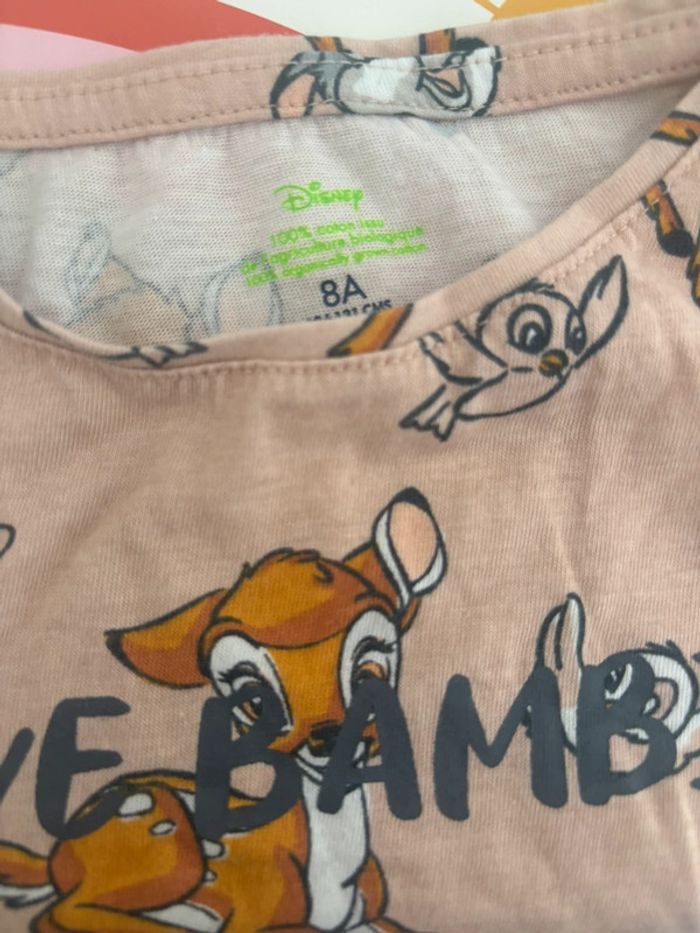 Disney
100% coton issu
de l'agriculture biologique
100% organically grown cotton
8A
VE BAMB